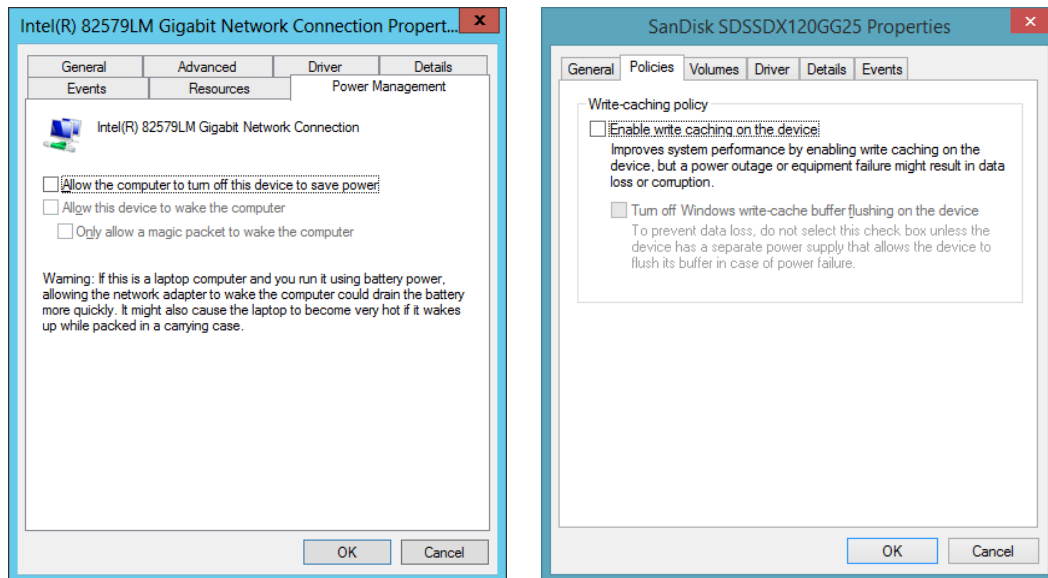 Intel(R) 82579LM Gigabit Network Connection Propert...
x
General Advanced Driver Details
Events Resources Power Management
Intel(R) 82579LM Gigabit Network Connection
Allow the computer to turn off this device to save power
Allow this device to wake the computer
Only allow a magic packet to wake the computer
Warning: If this is a laptop computer and you run it using battery power,
allowing the network adapter to wake the computer could drain the battery
more quickly. It might also cause the laptop to become very hot if it wakes
up while packed in a carrying case.
OK Cancel
SanDisk SDSSDX120GG25 Properties
×
General Policies Volumes Driver Details Events
Write-caching policy
Enable write caching on the device
Improves system performance by enabling write caching on the
device, but a power outage or equipment failure might result in data
loss or corruption.
Turn off Windows write-cache buffer flushing on the device
To prevent data loss, do not select this check box unless the
device has a separate power supply that allows the device to
flush its buffer in case of power failure.
OK Cancel